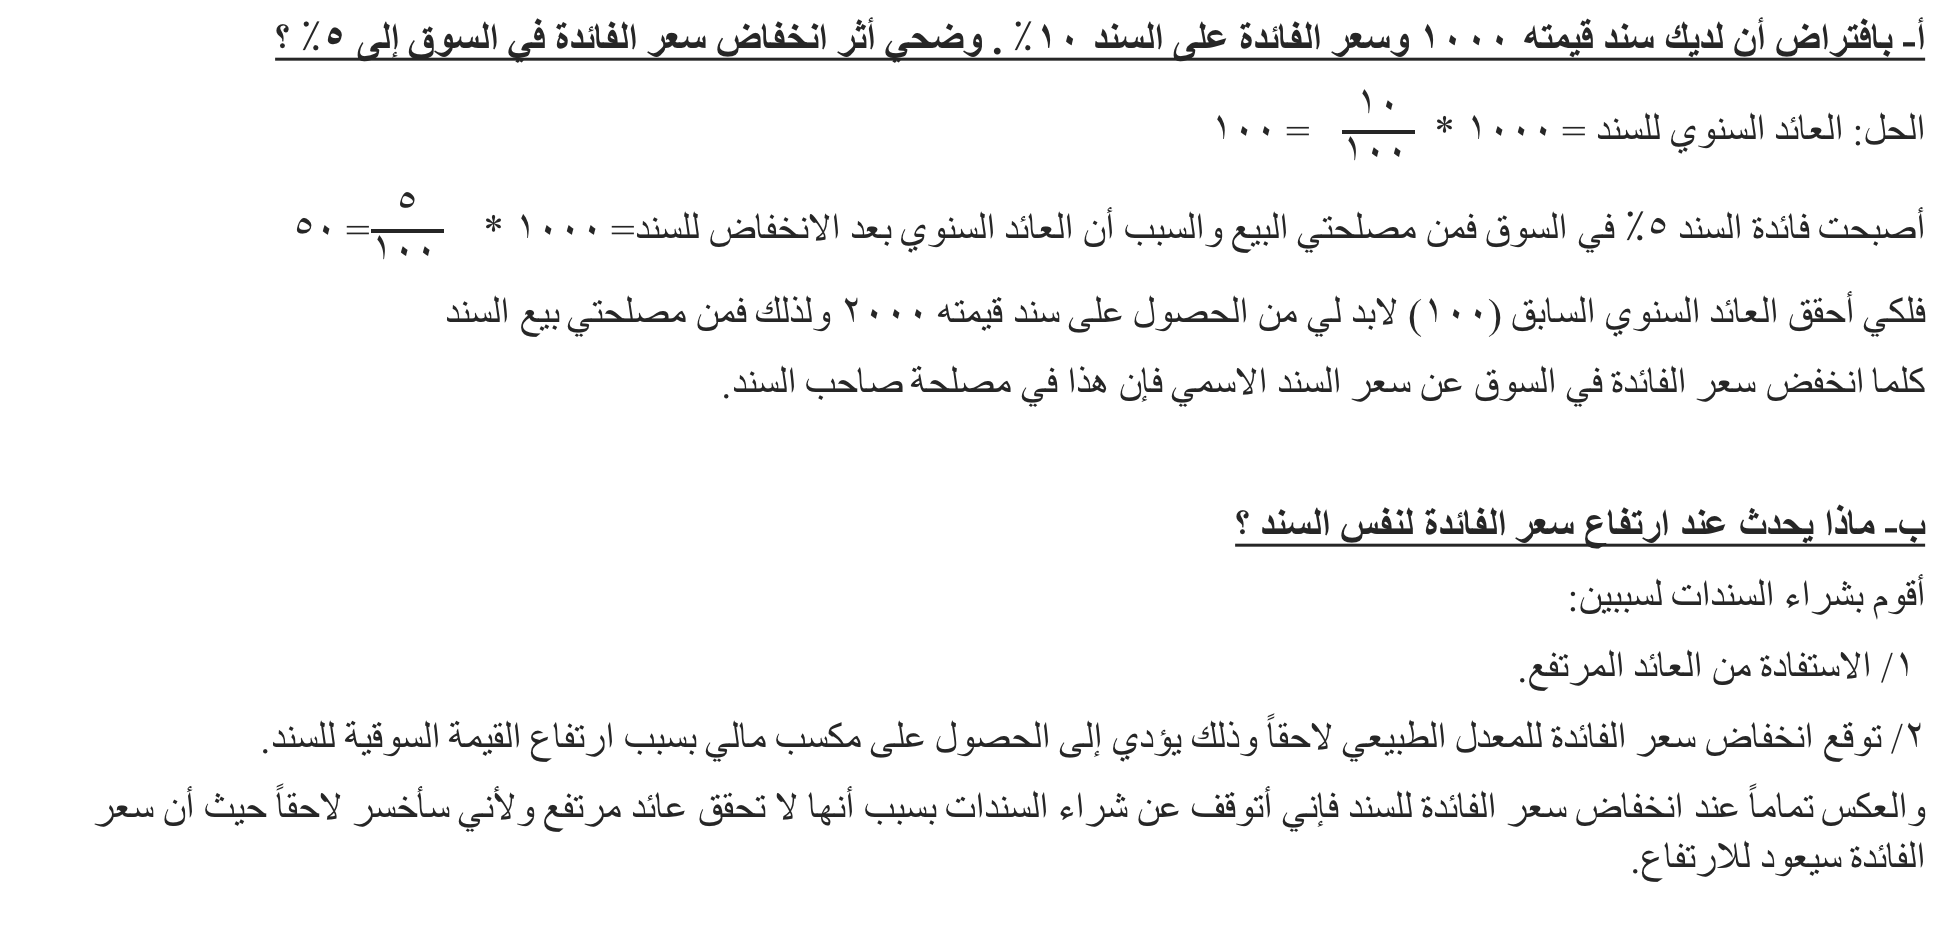 أ- بافتراض أن لديك سند قيمته ١٠٠٠ وسعر الفائدة على السند ١٠٪ . وضحي أثر انخفاض سعر الفائدة في السوق إلى ٥٪ ؟
الحل: العائد السنوي للسند = ١٠٠٠ * ١٠/١٠٠ = ١٠٠
أصبحت فائدة السند ٥٪ في السوق فمن مصلحتي البيع والسبب أن العائد السنوي بعد الانخفاض للسند= ١٠٠٠ * ٥/١٠٠ = ٥٠
فلكي أحقق العائد السنوي السابق (١٠٠) لابد لي من الحصول على سند قيمته ٢٠٠٠ ولذلك فمن مصلحتي بيع السند
كلما انخفض سعر الفائدة في السوق عن سعر السند الاسمي فإن هذا في مصلحة صاحب السند.
ب- ماذا يحدث عند ارتفاع سعر الفائدة لنفس السند ؟
أقوم بشراء السندات لسببين:
١/ الاستفادة من العائد المرتفع.
٢/ توقع انخفاض سعر الفائدة للمعدل الطبيعي لاحقاً وذلك يؤدي إلى الحصول على مكسب مالي بسبب ارتفاع القيمة السوقية للسند.
والعكس تماماً عند انخفاض سعر الفائدة للسند فإني أتوقف عن شراء السندات بسبب أنها لا تحقق عائد مرتفع ولأني سأخسر لاحقاً حيث أن سعر
الفائدة سيعود للارتفاع.